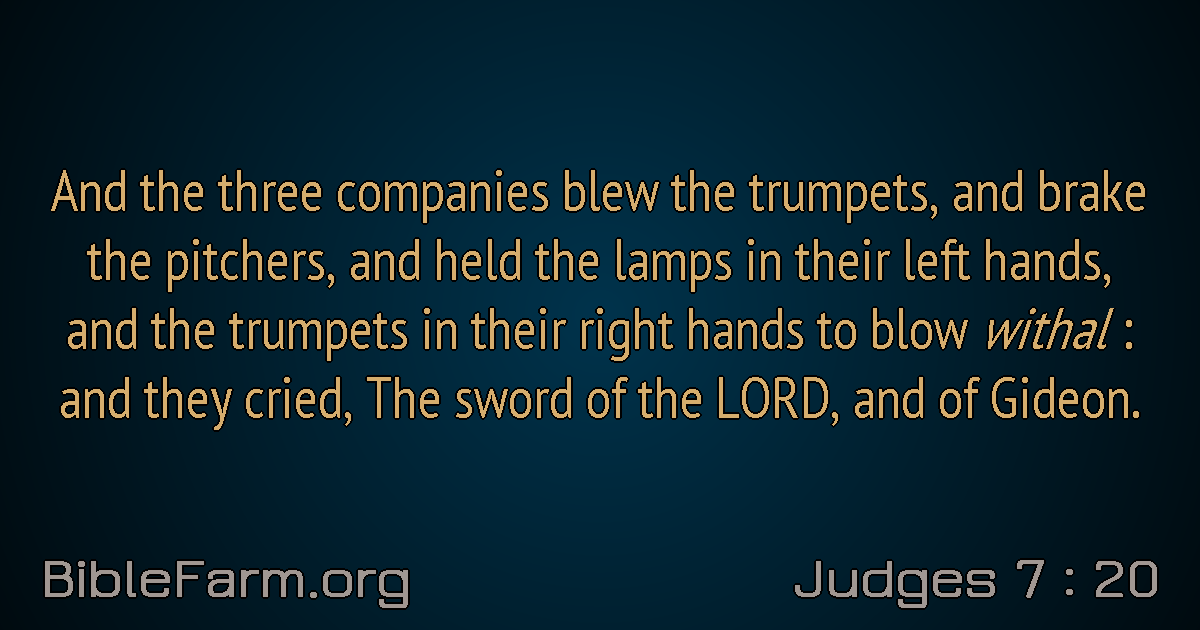 And the three companies blew the trumpets, and brake
the pitchers, and held the lamps in their left hands,
and the trumpets in their right hands to blow withal :
and they cried, The sword of the LORD, and of Gideon.
BibleFarm.org
Judges 7 : 20